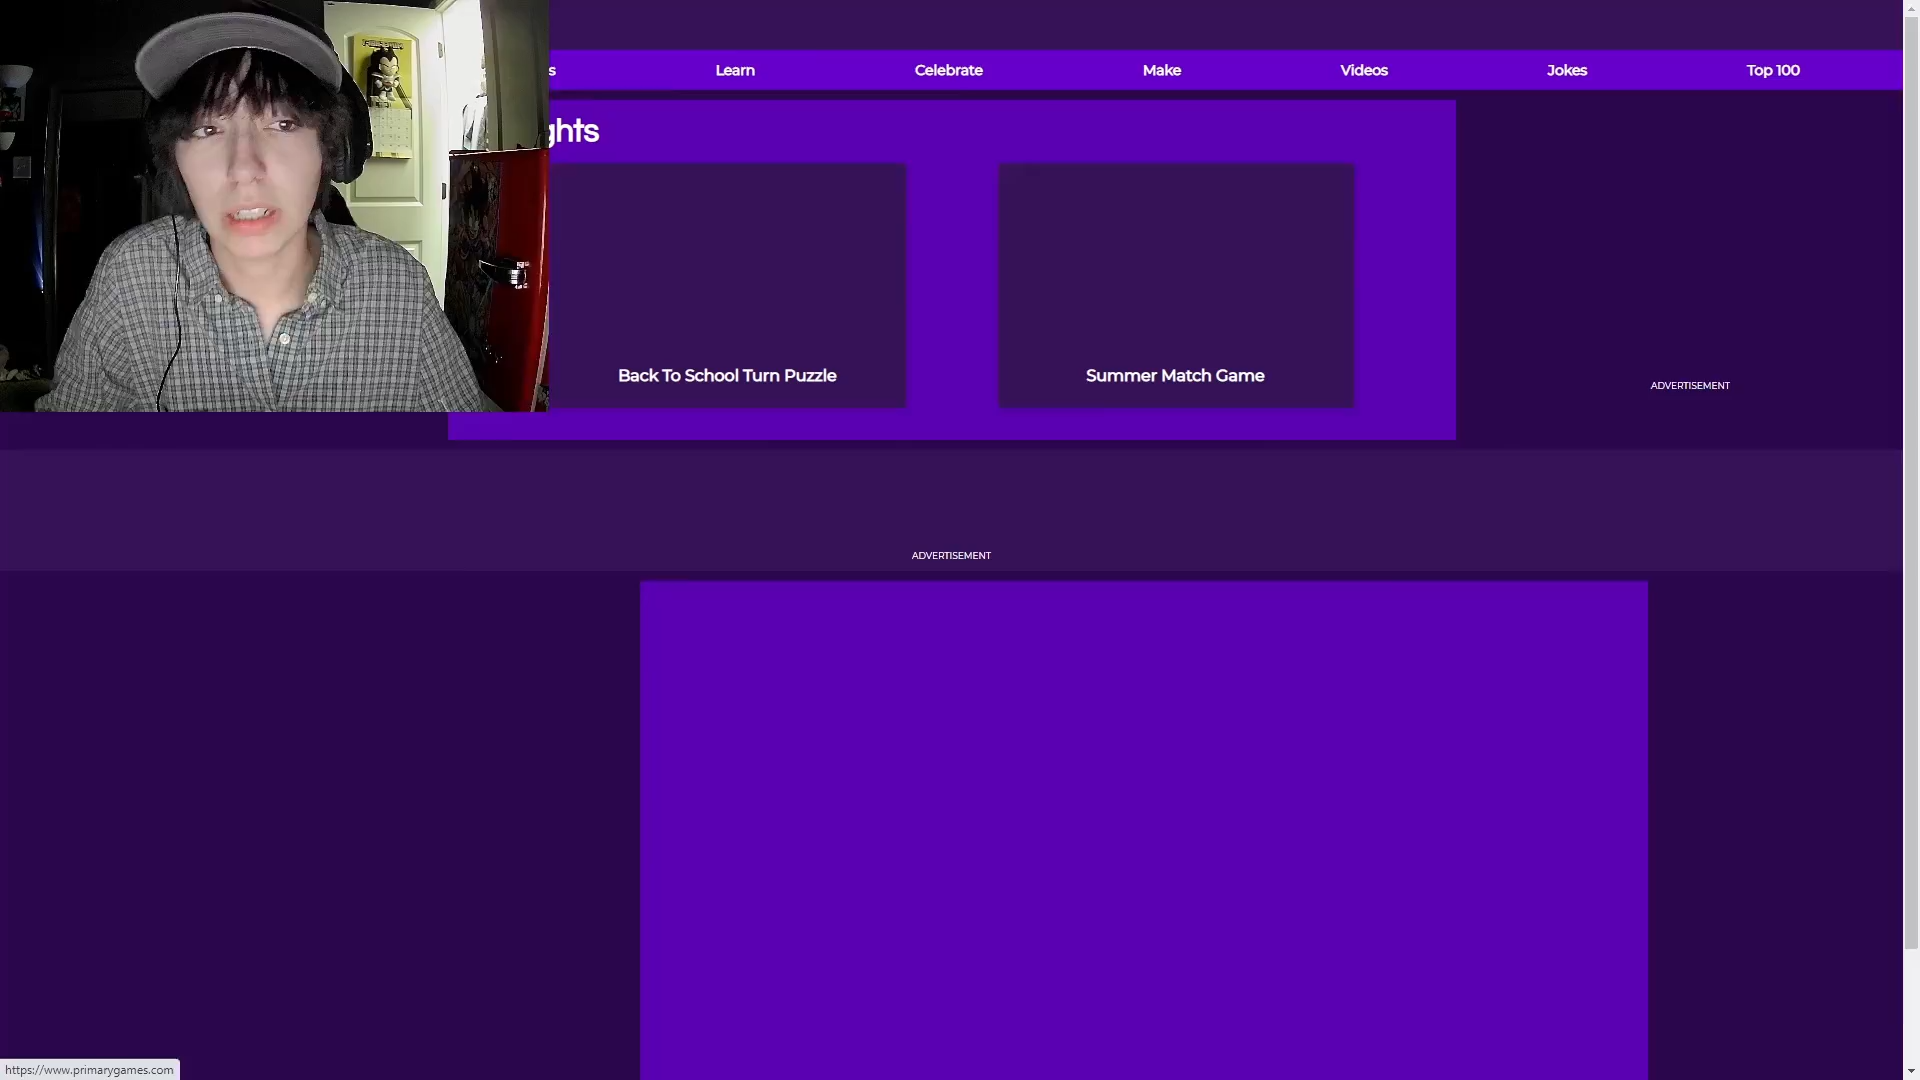 s
Learn
Celebrate
Make
Videos
Jokes
Top 100
ghts
Back To School Turn Puzzle
Summer Match Game
ADVERTISEMENT
ADVERTISEMENT
https://www.primarygames.com